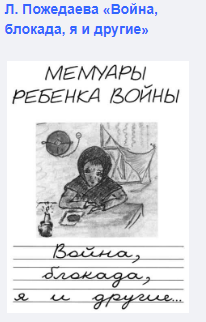 Л. Пожедаева «Война,
блокада, я и другие»
МЕМУАРЫ
РЕБЕНКА ВОЙНЫ
Война,
блокада,
я и другие...